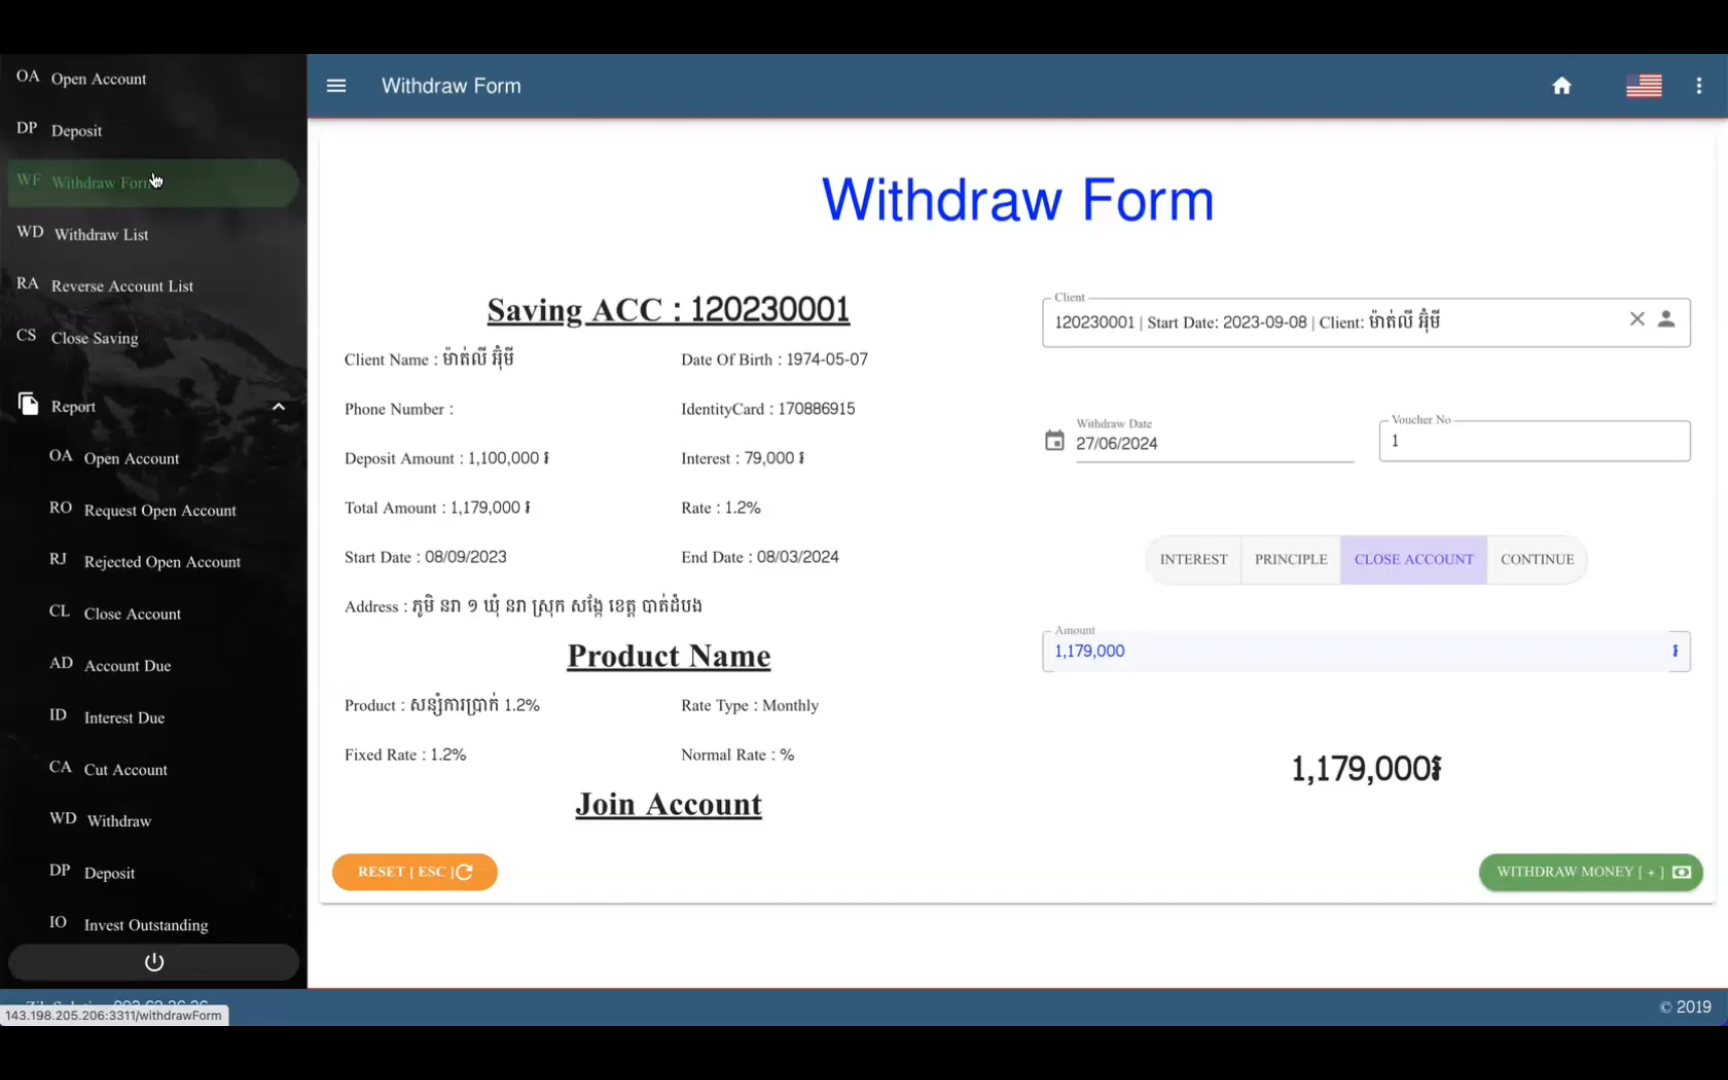 OA Open Account
DP Deposit
WF Withdraw Form
WD Withdraw List
RA Reverse Account List
CS Close Saving
Report
OA Open Account
RO Request Open Account
RJ Rejected Open Account
CL Close Account
AD Account Due
ID Interest Due
CA Cut Account
WD Withdraw
DP Deposit
IO Invest Outstanding
143.198.205.206:3311/withdrawForm
Withdraw Form
Withdraw Form
Saving ACC : 120230001
Client Name : ម៉ាត់លី អ៊ុំមី
Date Of Birth : 1974-05-07
Phone Number :
IdentityCard : 170886915
Deposit Amount : 1,100,000 ៛
Interest : 79,000 ៛
Total Amount : 1,179,000 ៛
Rate : 1.2%
Start Date : 08/09/2023
End Date : 08/03/2024
Address : ភូមិ នរា ១ ឃុំ នរា ស្រុក សង្កែ ខេត្ត បាត់ដំបង
Product Name
Product : សន្សំការប្រាក់ 1.2%
Rate Type : Monthly
Fixed Rate : 1.2%
Normal Rate : %
Join Account
RESET | ESC |
Client
120230001 | Start Date: 2023-09-08 | Client: ម៉ាត់លី អ៊ុំមី
Withdraw Date
27/06/2024
Voucher No
1
INTEREST PRINCIPLE CLOSE ACCOUNT CONTINUE
Amount
1,179,000 ៛
1,179,000៛
WITHDRAW MONEY [ + ]
© 2019